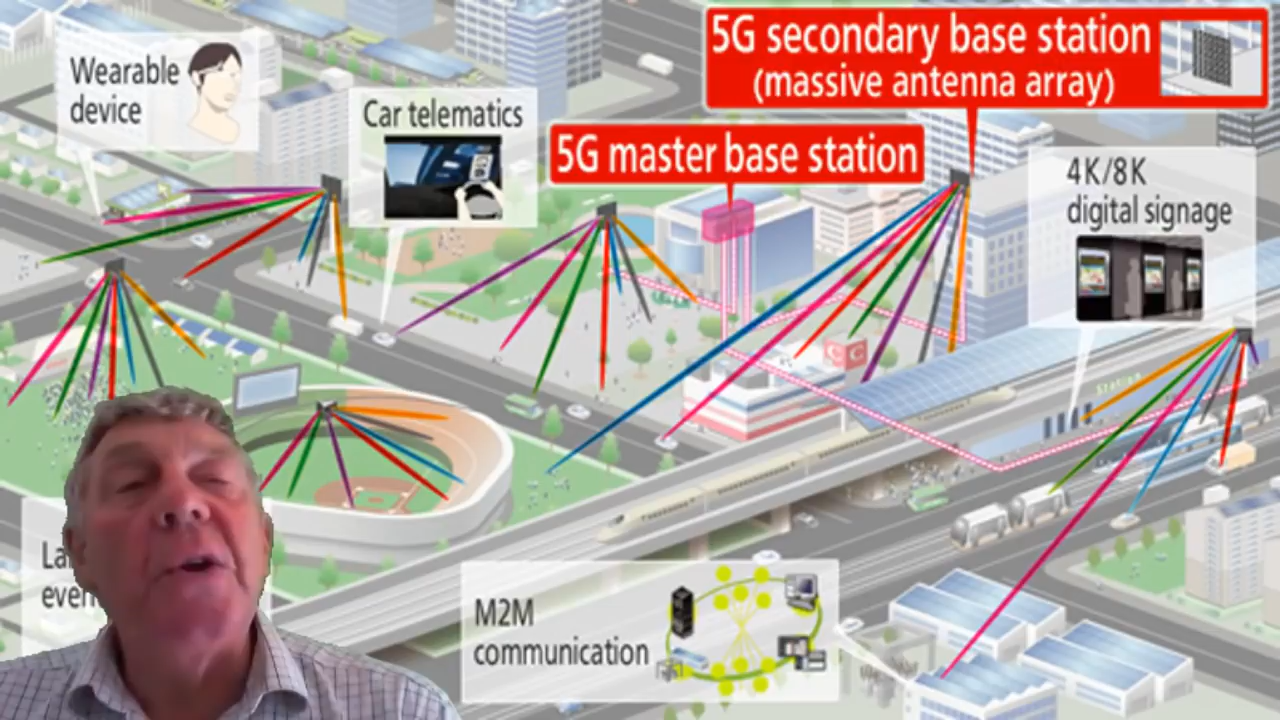 Wearable
device
Car telematics
5G secondary base station
(massive antenna array)
5G master base station
4K/8K
digital signage
Station
M2M
communication